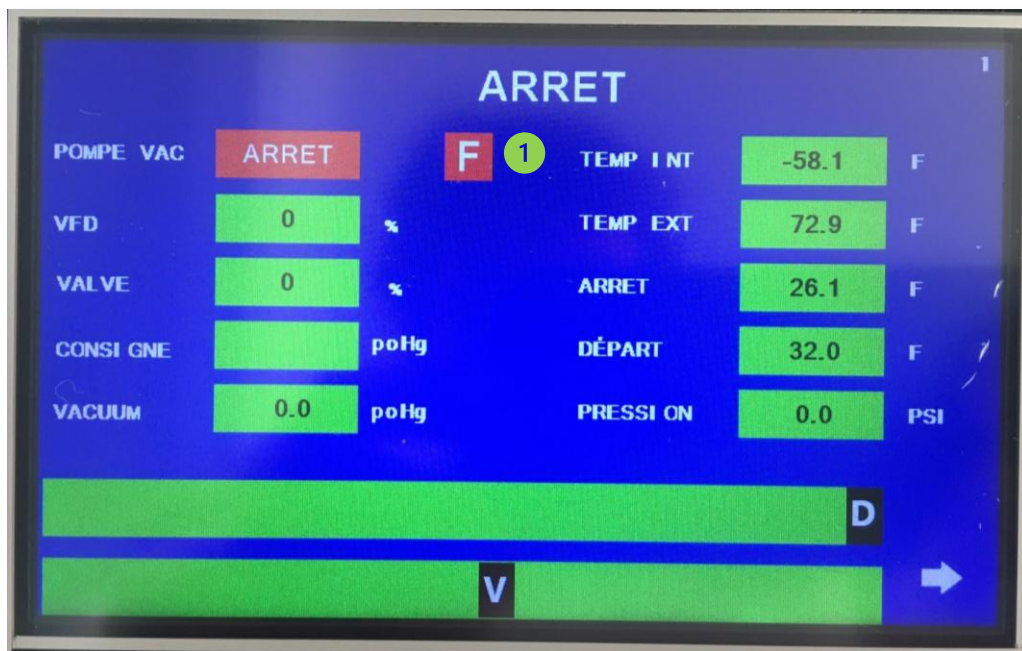 ARRET 1
POMPE VAC ARRET F 1 TEMP INT -58.1 F
VFD 0 % TEMP EXT 72.9 F
VALVE 0 % ARRET 26.1 F
CONSIGNE poHg DÉPART 32.0 F
VACUUM 0.0 poHg PRESSION 0.0 PSI
D
V